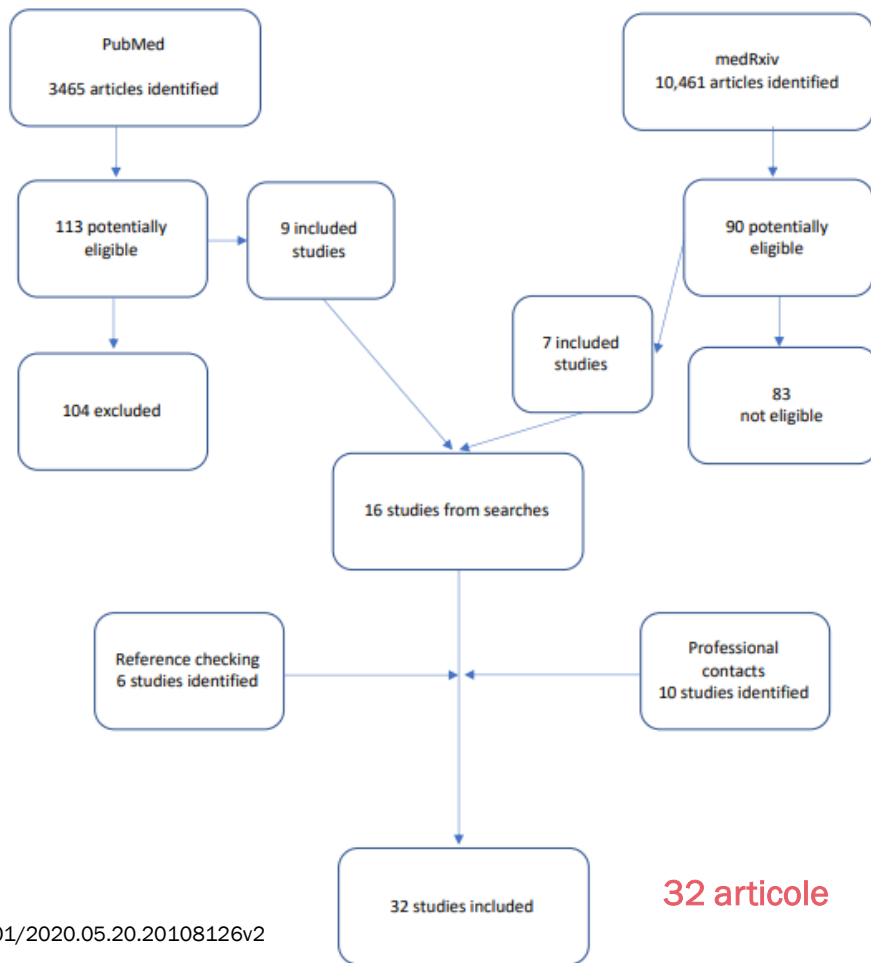 PubMed
3465 articles identified
medRxiv
10,461 articles identified
113 potentially
eligible
9 included
studies
90 potentially
eligible
7 included
studies
104 excluded
83
not eligible
16 studies from searches
Reference checking
6 studies identified
Professional
contacts
10 studies identified
32 studies included
32 articole
01/2020.05.20.20108126v2